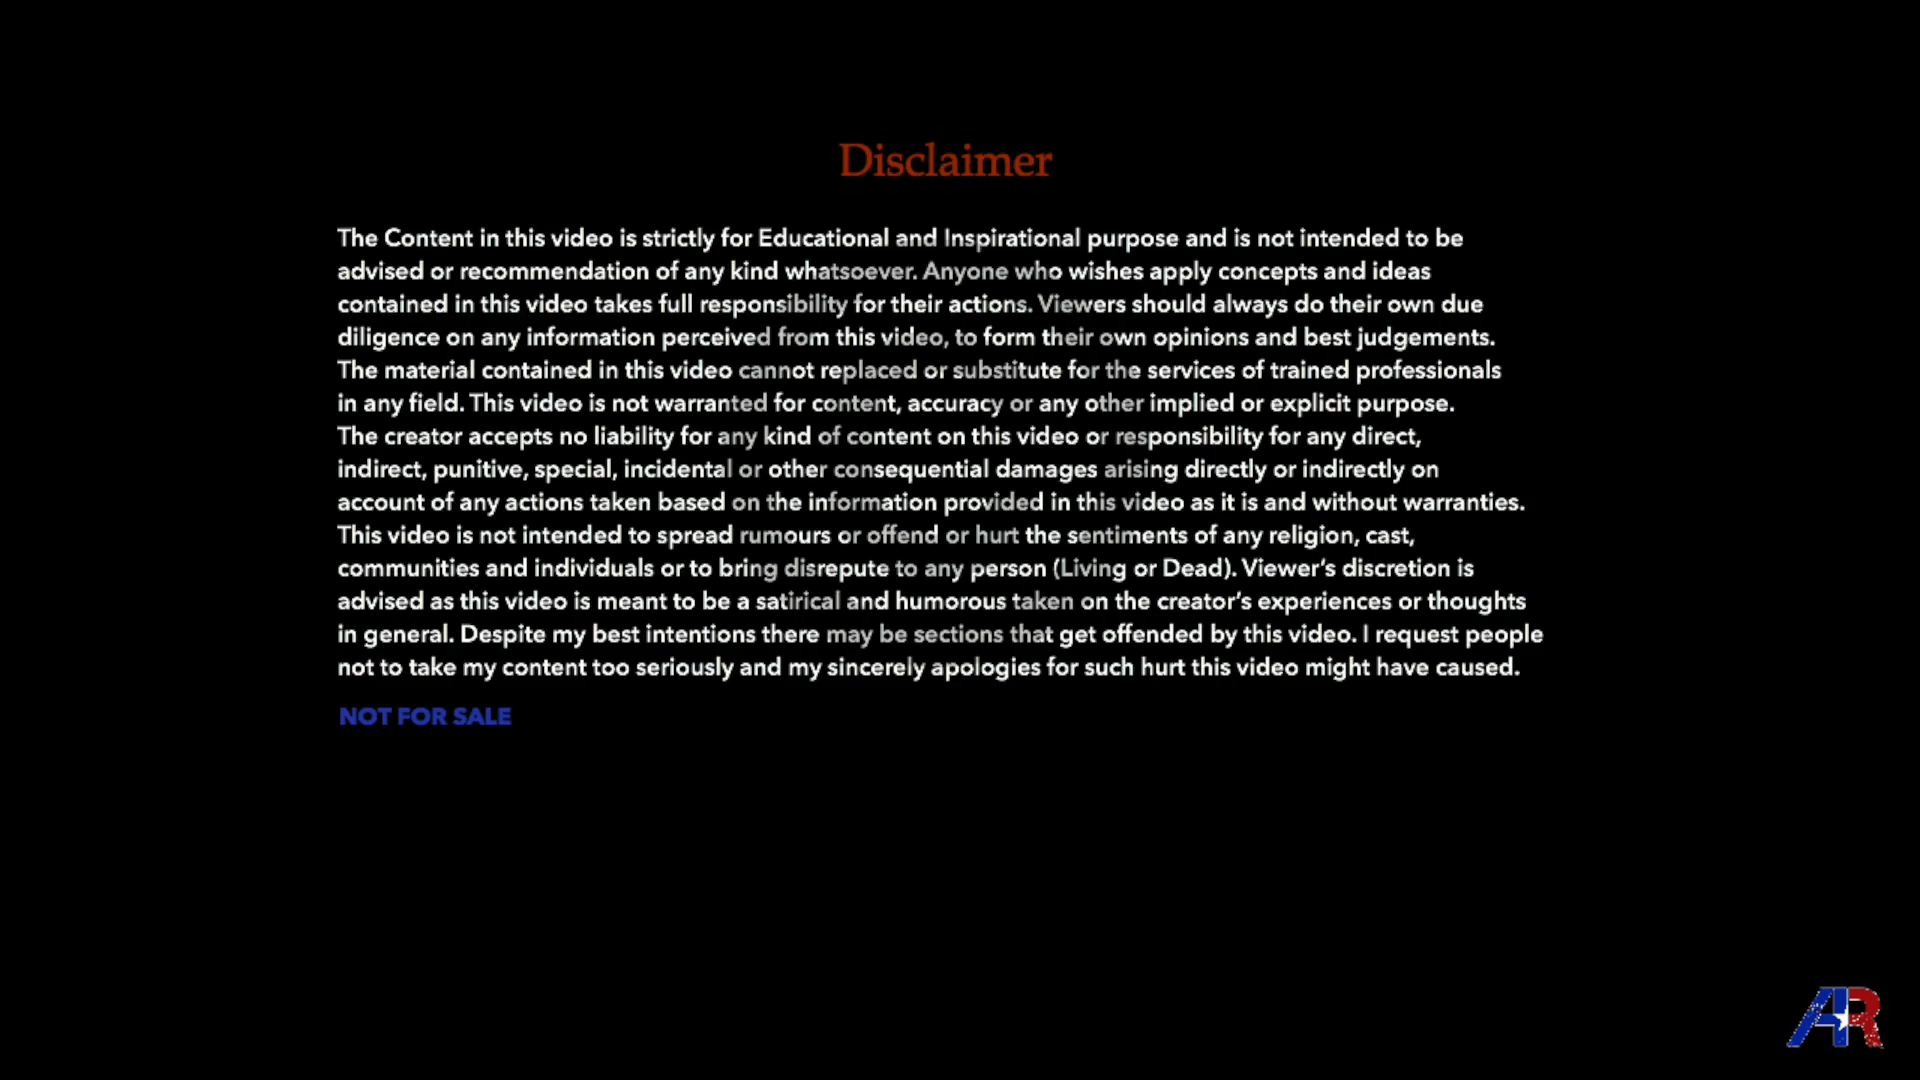 Disclaimer
The Content in this video is strictly for Educational and Inspirational purpose and is not intended to be
advised or recommendation of any kind whatsoever. Anyone who wishes apply concepts and ideas
contained in this video takes full responsibility for their actions. Viewers should always do their own due
diligence on any information perceived from this video, to form their own opinions and best judgements.
The material contained in this video cannot replaced or substitute for the services of trained professionals
in any field. This video is not warranted for content, accuracy or any other implied or explicit purpose.
The creator accepts no liability for any kind of content on this video or responsibility for any direct,
indirect, punitive, special, incidental or other consequential damages arising directly or indirectly on
account of any actions taken based on the information provided in this video as it is and without warranties.
This video is not intended to spread rumours or offend or hurt the sentiments of any religion, cast,
communities and individuals or to bring disrepute to any person (Living or Dead). Viewer's discretion is
advised as this video is meant to be a satirical and humorous taken on the creator's experiences or thoughts
in general. Despite my best intentions there may be sections that get offended by this video. I request people
not to take my content too seriously and my sincerely apologies for such hurt this video might have caused.
NOT FOR SALE
AR